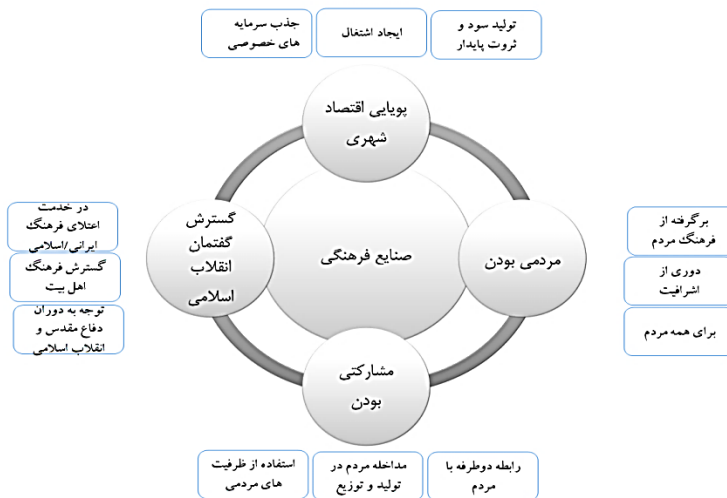 تولید سود و
ثروت پایدار
ایجاد اشتغال
جذب سرمایه
های خصوصی
پویایی اقتصاد
شهری
برگرفته از
فرهنگ مردم
دوری از
اشرافیت
برای همه مردم
مردمی بودن
صنایع فرهنگی
گسترش
گفتمان
انقلاب
اسلامی
در خدمت
اعتلای فرهنگ
ایرانی/اسلامی
گسترش فرهنگ
اهل بیت
توجه به دوران
دفاع مقدس و
انقلاب اسلامی
مشارکتی
بودن
رابطه دوطرفه با
مردم
مداخله مردم در
تولید و توزیع
استفاده از ظرفیت
های مردمی